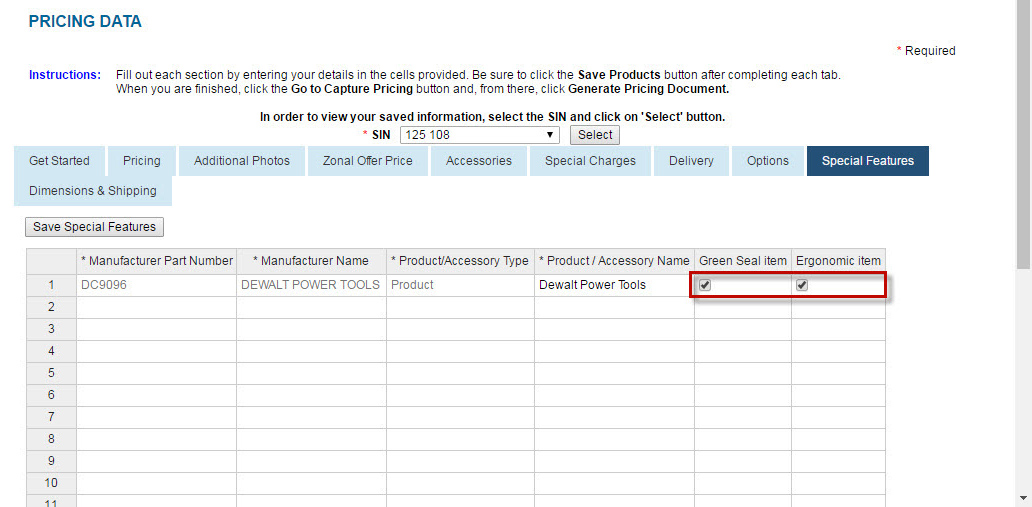 PRICING DATA
* Required
Instructions: Fill out each section by entering your details in the cells provided. Be sure to click the Save Products button after completing each tab.
When you are finished, click the Go to Capture Pricing button and, from there, click Generate Pricing Document.
In order to view your saved information, select the SIN and click on 'Select' button.
* SIN 125 108 Select
Get Started Pricing Additional Photos Zonal Offer Price Accessories Special Charges Delivery Options Special Features
Dimensions & Shipping
Save Special Features
* Manufacturer Part Number * Manufacturer Name * Product/Accessory Type * Product / Accessory Name Green Seal item Ergonomic item
1 DC9096 DEWALT POWER TOOLS Product Dewalt Power Tools
2
3
4
5
6
7
8
9
10
11